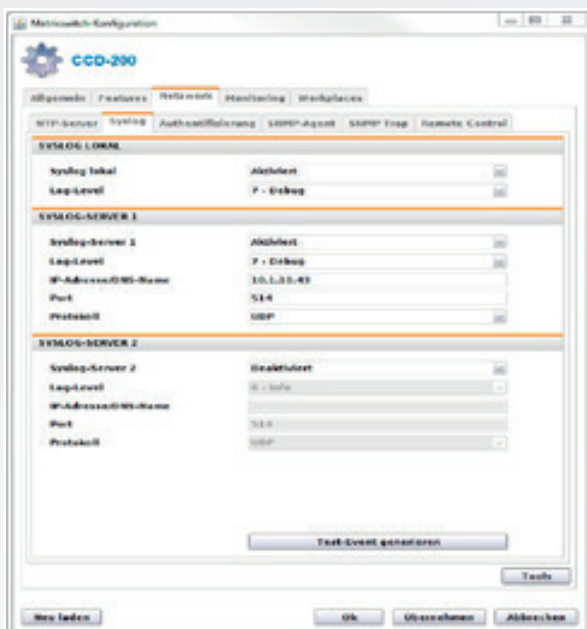 Matrixswitch-Konfiguration
CCD-200
Allgemein Features Netzwerk Monitoring Workplaces
NTP-Server Syslog Authentifizierung SNMP-Agent SNMP Trap Remote Control
SYSLOG LOKAL
Syslog lokal Aktiviert
Log-Level 7 - Debug
SYSLOG-SERVER 1
Syslog-Server 1 Aktiviert
Log-Level 7 - Debug
IP-Adresse/DNS-Name
Port 514
Protokoll UDP
SYSLOG-SERVER 2
Syslog-Server 2 Deaktiviert
Log-Level 6 - Info
IP-Adresse/DNS-Name
Port 514
Protokoll UDP
Test-Event generieren
Tools
Neu laden Ok Übernehmen Abbrechen